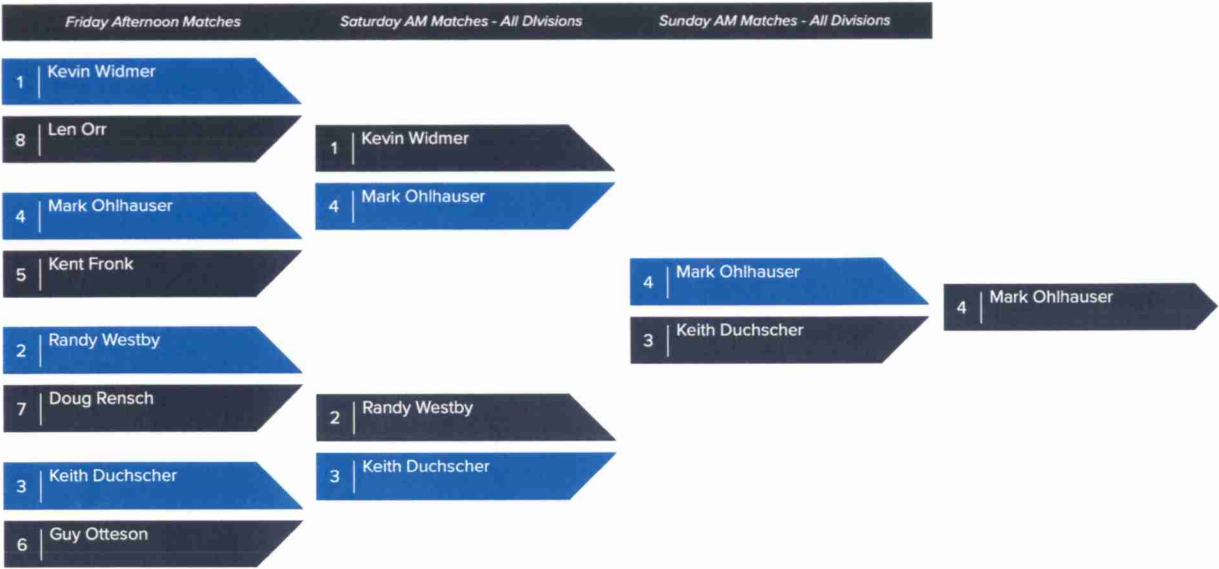 Friday Afternoon Matches
Saturday AM Matches - All Divisions
Sunday AM Matches - All Divisions
1 Kevin Widmer
8 Len Orr
4 Mark Ohlhauser
5 Kent Fronk
2 Randy Westby
7 Doug Rensch
3 Keith Duchscher
6 Guy Otteson
1 Kevin Widmer
4 Mark Ohlhauser
2 Randy Westby
3 Keith Duchscher
4 Mark Ohlhauser
3 Keith Duchscher
4 Mark Ohlhauser